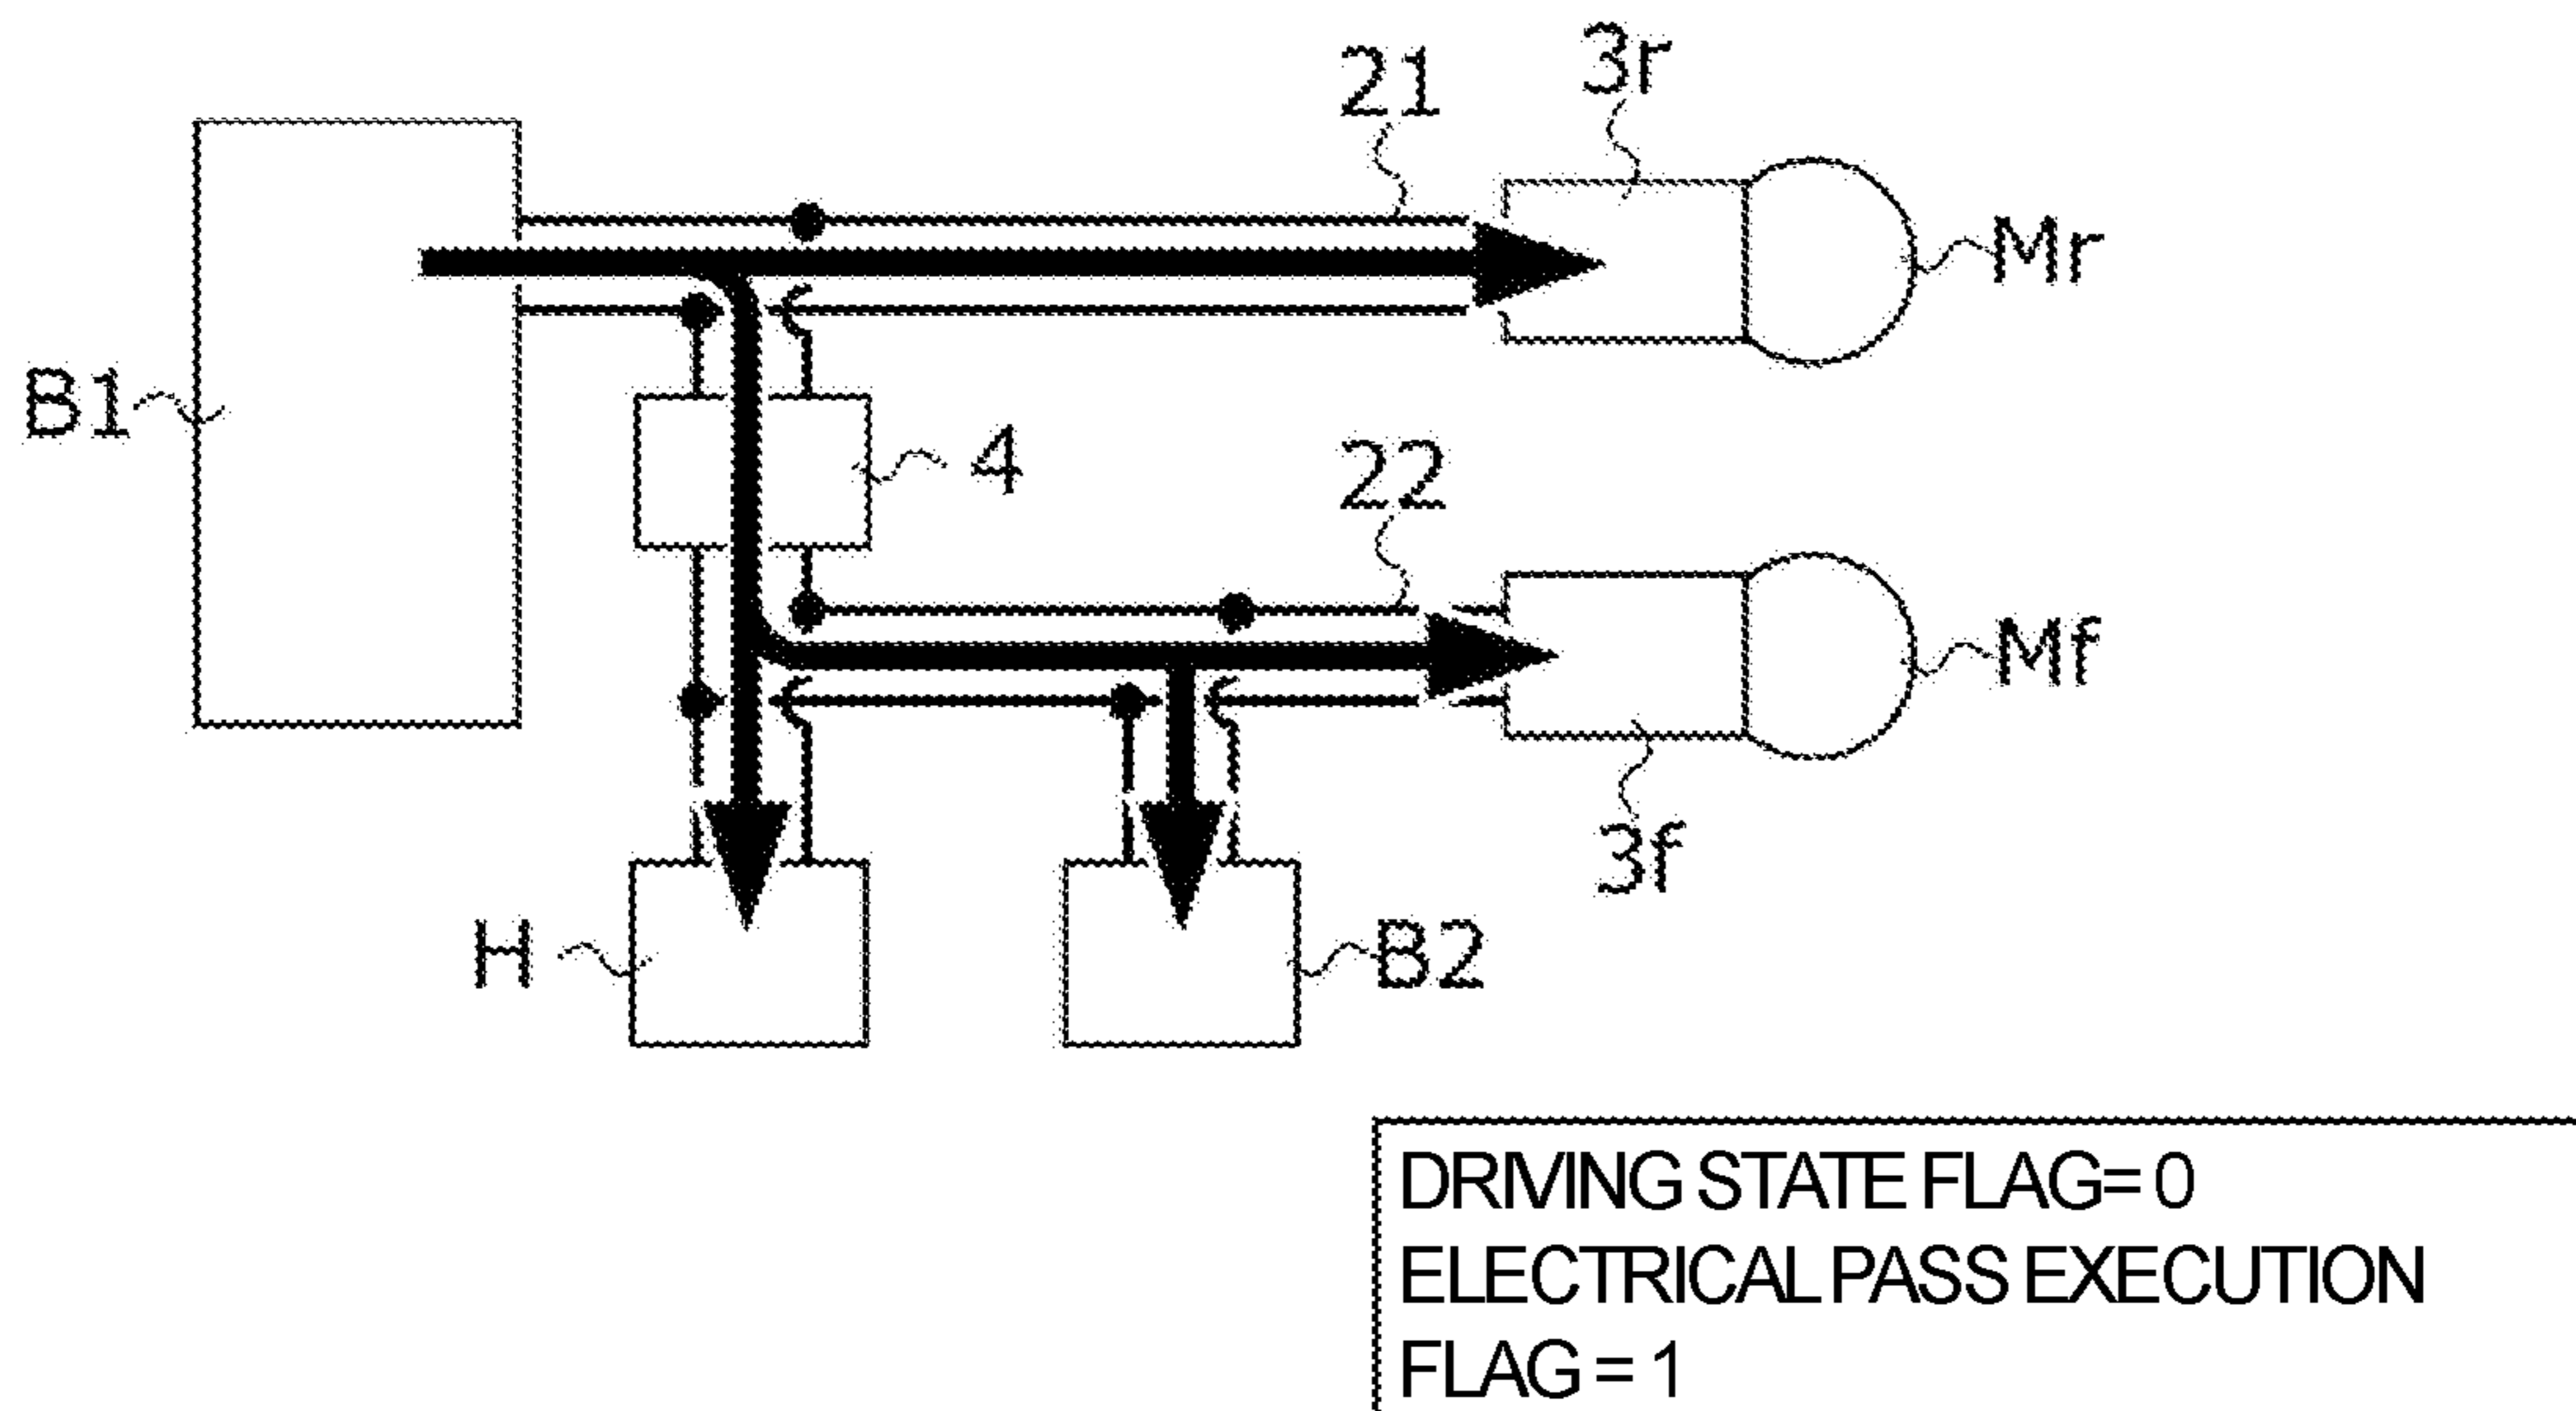 21
3r
Mr
B1
4
22
Mf
3f
H
B2
DRIVING STATE FLAG= 0
ELECTRICAL PASS EXECUTION
FLAG = 1